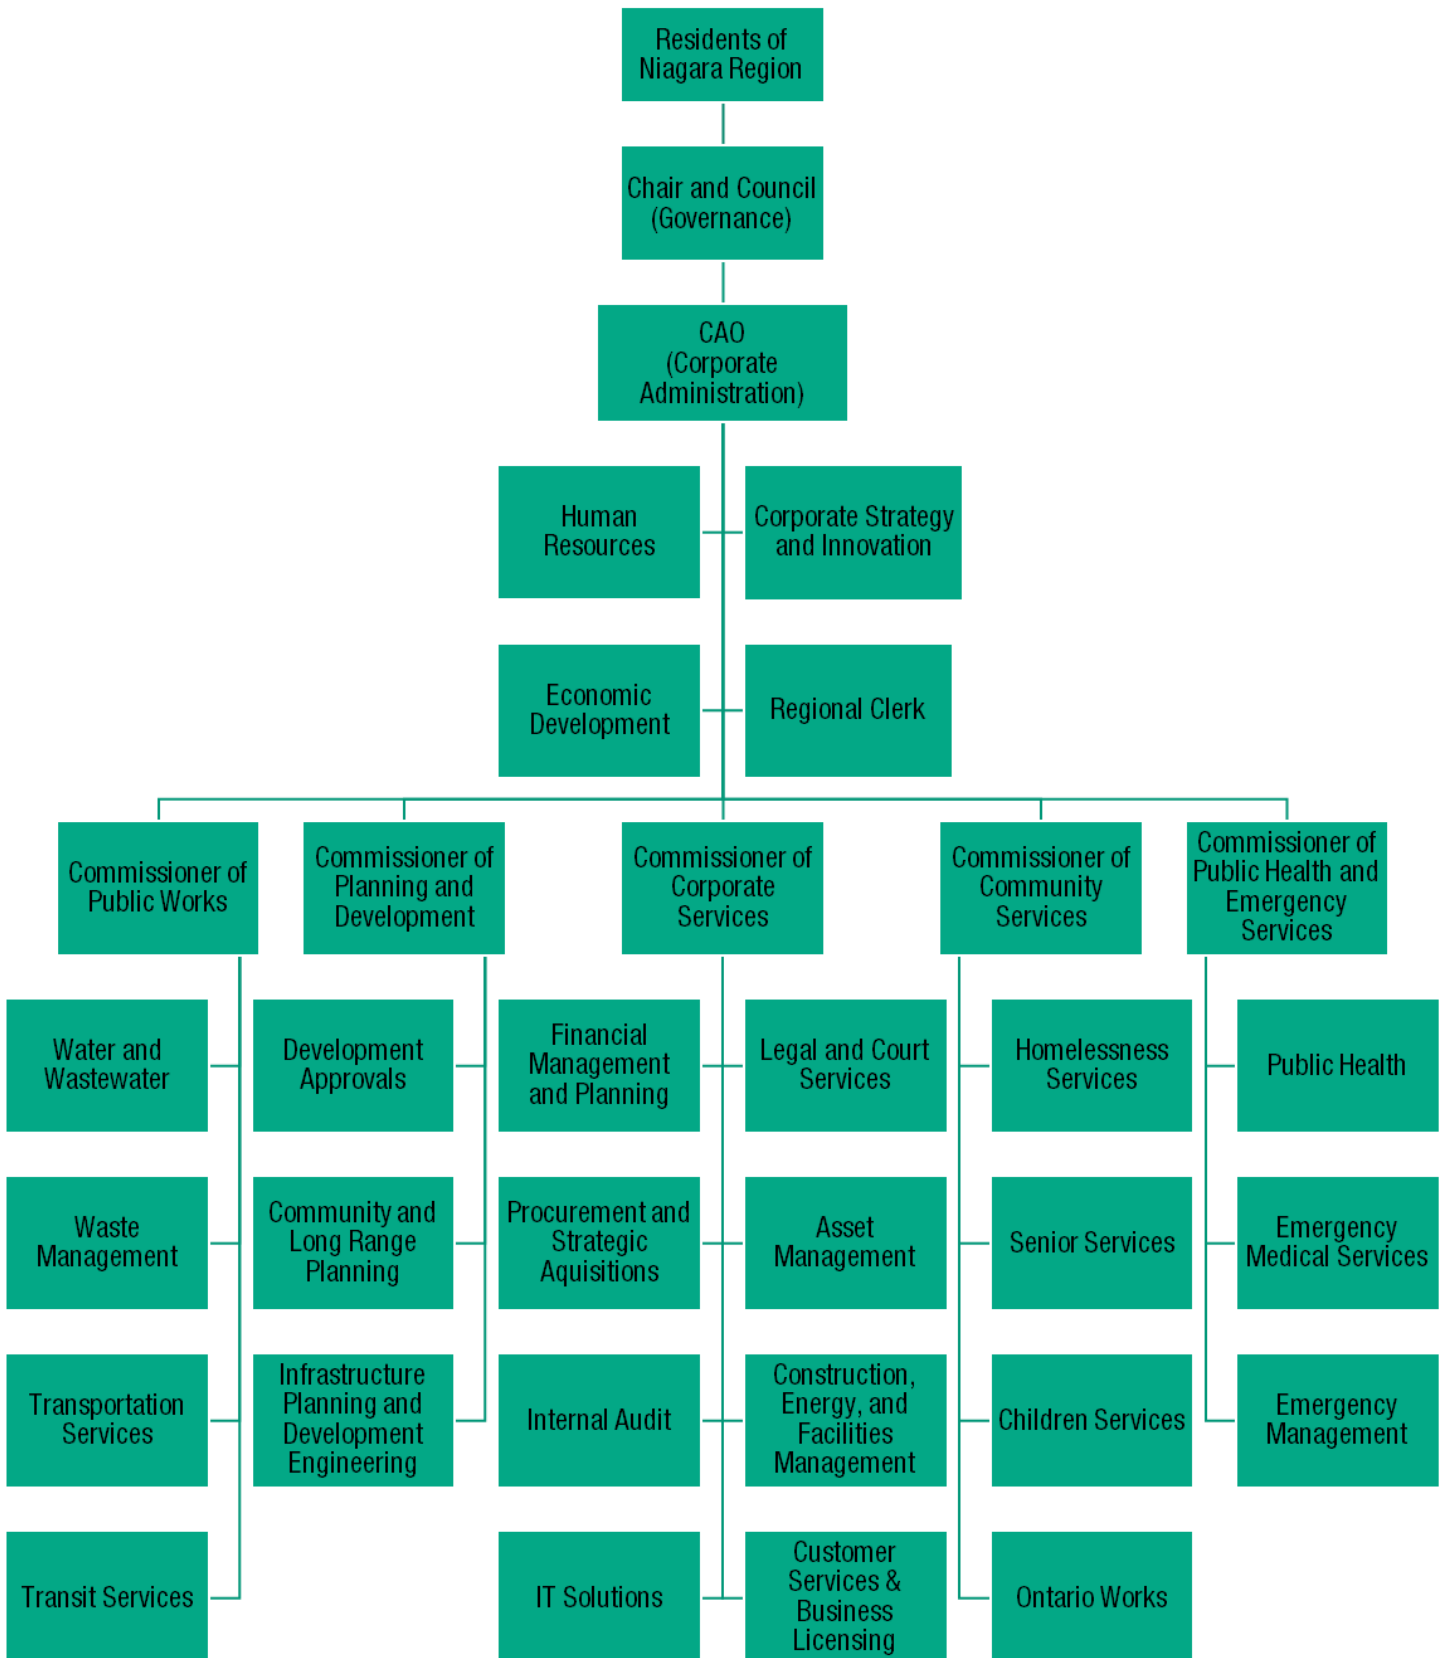 Residents of
Niagara Region
Chair and Council
(Governance)
CAO
(Corporate
Administration)
Human
Resources
Corporate Strategy
and Innovation
Economic
Development
Regional Clerk
Commissioner of
Public Works
Commissioner of
Planning and
Development
Commissioner of
Corporate
Services
Commissioner of
Community
Services
Commissioner of
Public Health and
Emergency
Services
Water and
Wastewater
Development
Approvals
Financial
Management
and Planning
Legal and Court
Services
Homelessness
Services
Public Health
Waste
Management
Community and
Long Range
Planning
Procurement and
Strategic
Aquisitions
Asset
Management
Senior Services
Emergency
Medical Services
Transportation
Services
Infrastructure
Planning and
Development
Engineering
Internal Audit
Construction,
Energy, and
Facilities
Management
Children Services
Emergency
Management
Transit Services
IT Solutions
Customer
Services &
Business
Licensing
Ontario Works